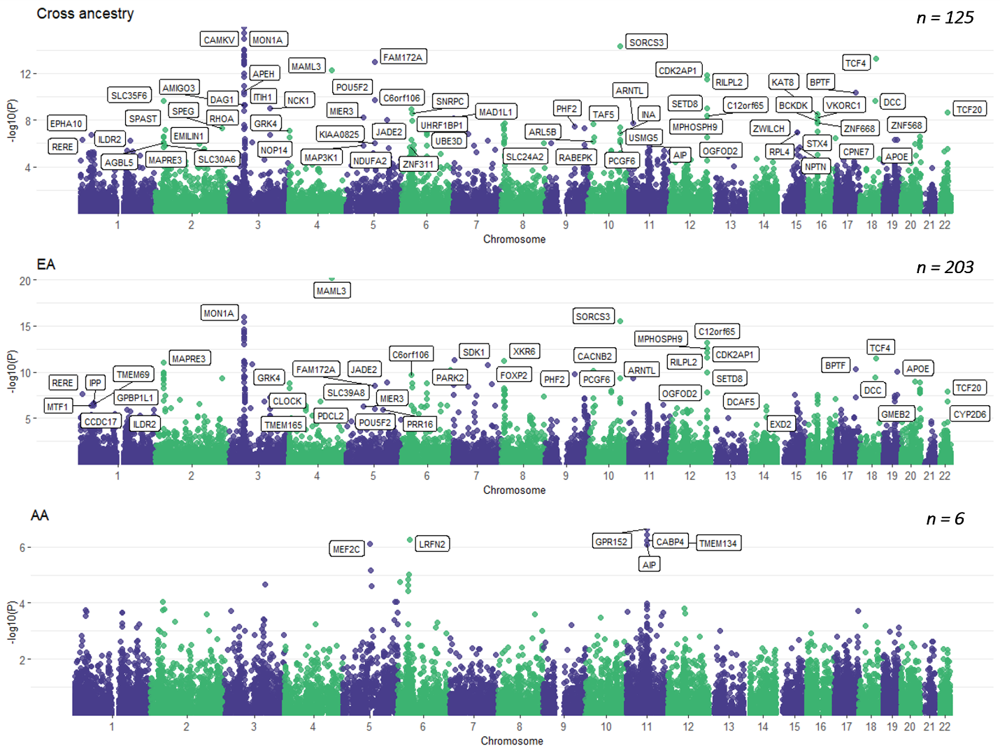 Cross ancestry
n = 125
CAMKV
MON1A
SORCS3
FAM172A
TCF4
MAML3
CDK2AP1
APEH
RILPL2
KAT8
BPTF
AMIGO3
POU5F2
ARNTL
SLC35F6
DAG1
ITIH1
NCK1
C6orf106
SNRPC
SETD8
C12orf65
BCKDK
VKORC1
DCC
TCF20
SPEG
MIER3
MAD1L1
PHF2
TAF5
INA
SPAST
RHOA
GRK4
UHRF1BP1
MPHOSPH9
ZWILCH
ZNF668
ZNF568
EPHA10
KIAA0825
JADE2
ARL5B
ILDR2
EMILIN1
UBE3D
USMG5
STX4
RERE
NOP14
OGFOD2
RPL4
CPNE7
AGBL5
MAPRE3
SLC30A6
MAP3K1
NDUFA2
ZNF311
SLC24A2
RABEPK
PCGF6
AIP
NPTN
APOE
-log10(P)
12
8
4
1 2 3 4 5 6 7 8 9 10 11 12 13 14 15 16 17 18 19 20 21 22
Chromosome
EA
n = 203
MAML3
MON1A
SORCS3
C12orf65
MPHOSPH9
CDK2AP1
TCF4
MAPRE3
C6orf106
SDK1
XKR6
CACNB2
RILPL2
BPTF
APOE
TMEM69
FAM172A
JADE2
ARNTL
RERE
IPP
GRK4
PARK2
FOXP2
PHF2
PCGF6
SETD8
DCC
TCF20
MTF1
GPBP1L1
CLOCK
SLC39A8
MIER3
OGFOD2
DCAF5
CCDC17
ILDR2
TMEM165
PDCL2
POU5F2
PRR16
EXD2
GMEB2
CYP2D6
-log10(P)
20
15
10
5
1 2 3 4 5 6 7 8 9 10 11 12 13 14 15 16 17 18 19 20 21 22
Chromosome
AA
n = 6
MEF2C
LRFN2
GPR152
CABP4
TMEM134
AIP
-log10(P)
6
4
2
1 2 3 4 5 6 7 8 9 10 11 12 13 14 15 16 17 18 19 20 21 22
Chromosome